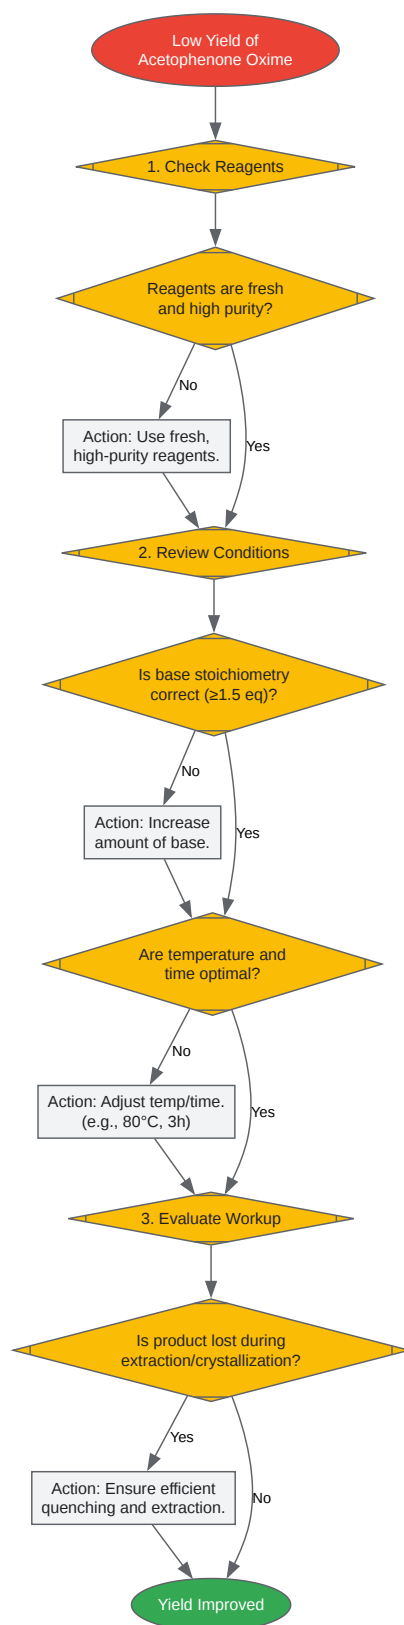 Low Yield of
Acetophenone Oxime
1. Check Reagents
Reagents are fresh
and high purity?
No
Action: Use fresh,
high-purity reagents.
Yes
2. Review Conditions
Is base stoichiometry
correct (≥1.5 eq)?
No
Action: Increase
amount of base.
Yes
Are temperature and
time optimal?
No
Action: Adjust temp/time.
(e.g., 80°C, 3h)
Yes
3. Evaluate Workup
Is product lost during
extraction/crystallization?
Yes
Action: Ensure efficient
quenching and extraction.
No
Yield Improved